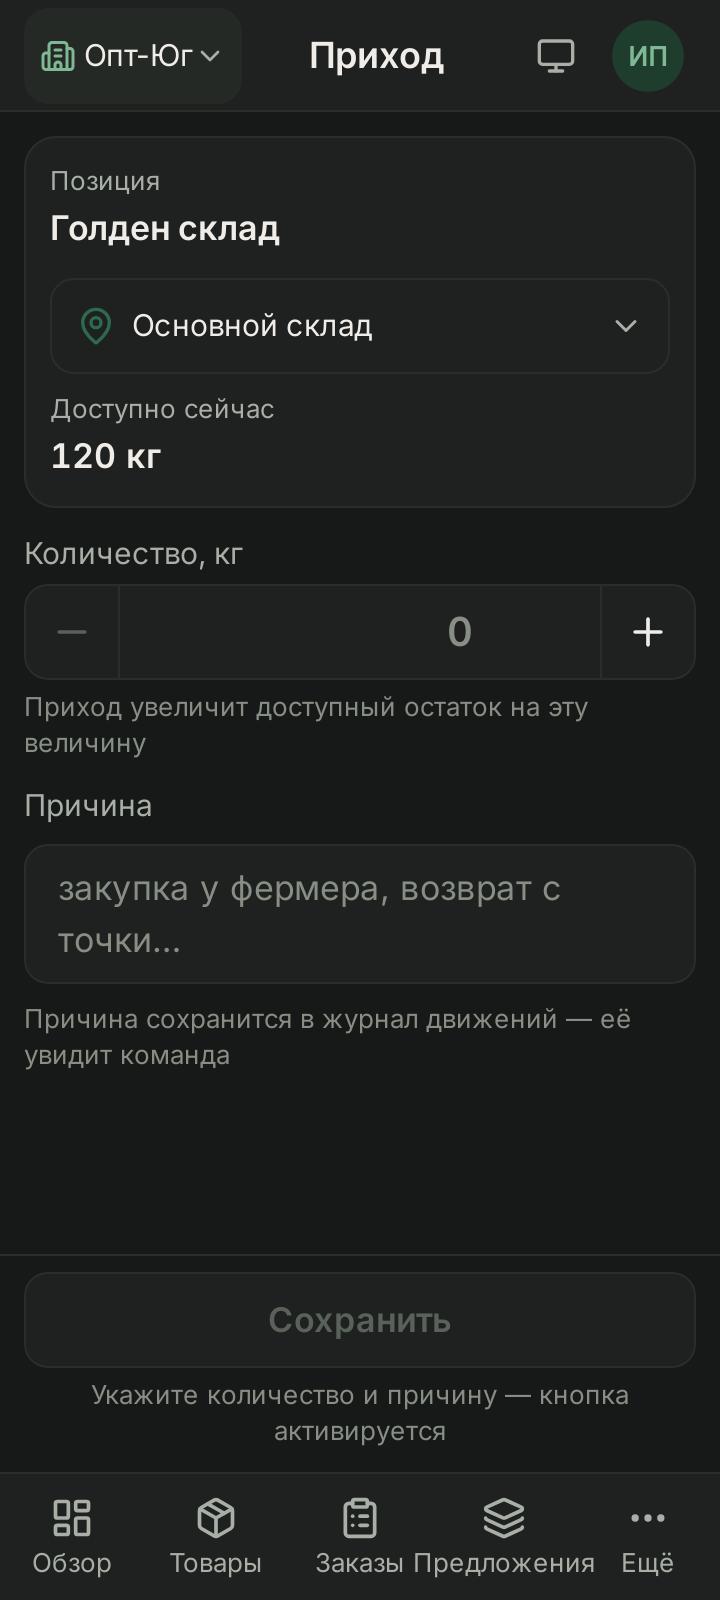 Опт-Юг
Приход
ИП
Позиция
Голден склад
Основной склад
Доступно сейчас
120 кг
Количество, кг
0
Приход увеличит доступный остаток на эту
величину
Причина
закупка у фермера, возврат с
точки...
Причина сохранится в журнал движений — её
увидит команда
Сохранить
Укажите количество и причину — кнопка
активируется
Обзор
Товары
Заказы
Предложения
Ещё